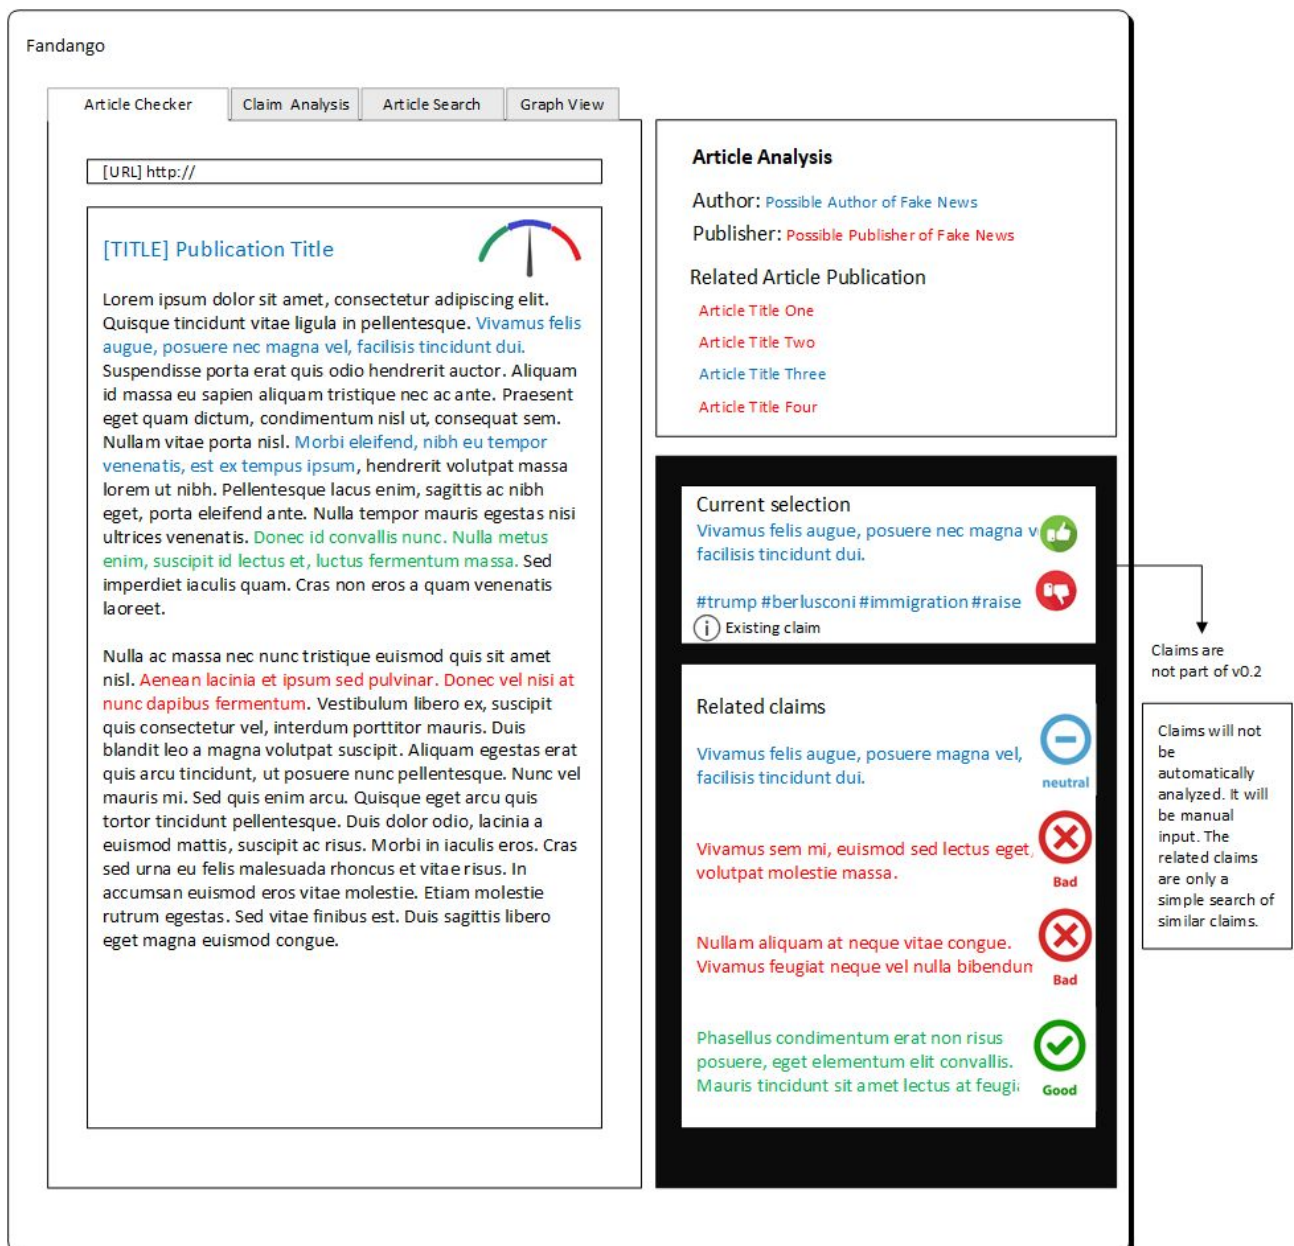 Fandango
Article Checker
Claim Analysis
Article Search
Graph View
[URL] http://
[TITLE] Publication Title
Lorem ipsum dolor sit amet, consectetur adipiscing elit.
Quisque tincidunt vitae ligula in pellentesque. Vivamus felis
augue, posuere nec magna vel, facilisis tincidunt dui.
Suspendisse porta erat quis odio hendrerit auctor. Aliquam
id massa eu sapien aliquam tristique nec ac ante. Praesent
eget quam dictum, condimentum nisl ut, consequat sem.
Nullam vitae porta nisl. Morbi eleifend, nibh eu tempor
venenatis, est ex tempus ipsum, hendrerit volutpat massa
lorem ut nibh. Pellentesque lacus enim, sagittis ac nibh
eget, porta eleifend ante. Nulla tempor mauris egestas nisi
ultrices venenatis. Donec id convallis nunc. Nulla metus
enim, suscipit id lectus et, luctus fermentum massa. Sed
imperdiet iaculis quam. Cras non eros a quam venenatis
laoreet.
Nulla ac massa nec nunc tristique euismod quis sit amet
nisl. Aenean lacinia et ipsum sed pulvinar. Donec vel nisi at
nunc dapibus fermentum. Vestibulum libero ex, suscipit
quis consectetur vel, interdum porttitor mauris. Duis
blandit leo a magna volutpat suscipit. Aliquam egestas erat
quis arcu tincidunt, ut posuere nunc pellentesque. Nunc vel
mauris mi. Sed quis enim arcu. Quisque eget arcu quis
tortor tincidunt pellentesque. Duis dolor odio, lacinia a
euismod mattis, suscipit ac risus. Morbi in iaculis eros. Cras
sed urna eu felis malesuada rhoncus et vitae risus. In
accumsan euismod eros vitae molestie. Etiam molestie
rutrum egestas. Sed vitae finibus est. Duis sagittis libero
eget magna euismod congue.
Article Analysis
Author: Possible Author of Fake News
Publisher: Possible Publisher of Fake News
Related Article Publication
Article Title One
Article Title Two
Article Title Three
Article Title Four
Current selection
Vivamus felis augue, posuere nec magna v
facilisis tincidunt dui.
#trump #berlusconi #immigration #raise
i Existing claim
Related claims
Vivamus felis augue, posuere magna vel,
facilisis tincidunt dui.
neutral
Vivamus sem mi, euismod sed lectus eget,
volutpat molestie massa.
Bad
Nullam aliquam at neque vitae congue.
Vivamus feugiat neque vel nulla bibendum
Bad
Phasellus condimentum erat non risus
posuere, eget elementum elit convallis.
Mauris tincidunt sit amet lectus at feugi
Good
Claims are
not part of v0.2
Claims will not
be
automatically
analyzed. It will
be manual
input. The
related claims
are only a
simple search of
similar claims.